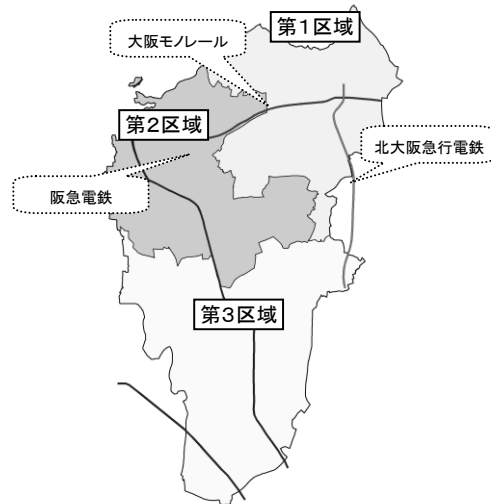 第1区域
大阪モノレール
第2区域
北大阪急行電鉄
阪急電鉄
第3区域